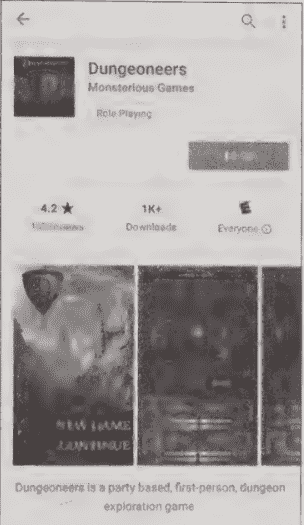 Dungeoneers
Monsterious Games
Role Playing
4.2 ★
1K+
Downloads
Everyone
NEW GAME
CONTINUE
Dungeoneers is a party based, first-person, dungeon
exploration game